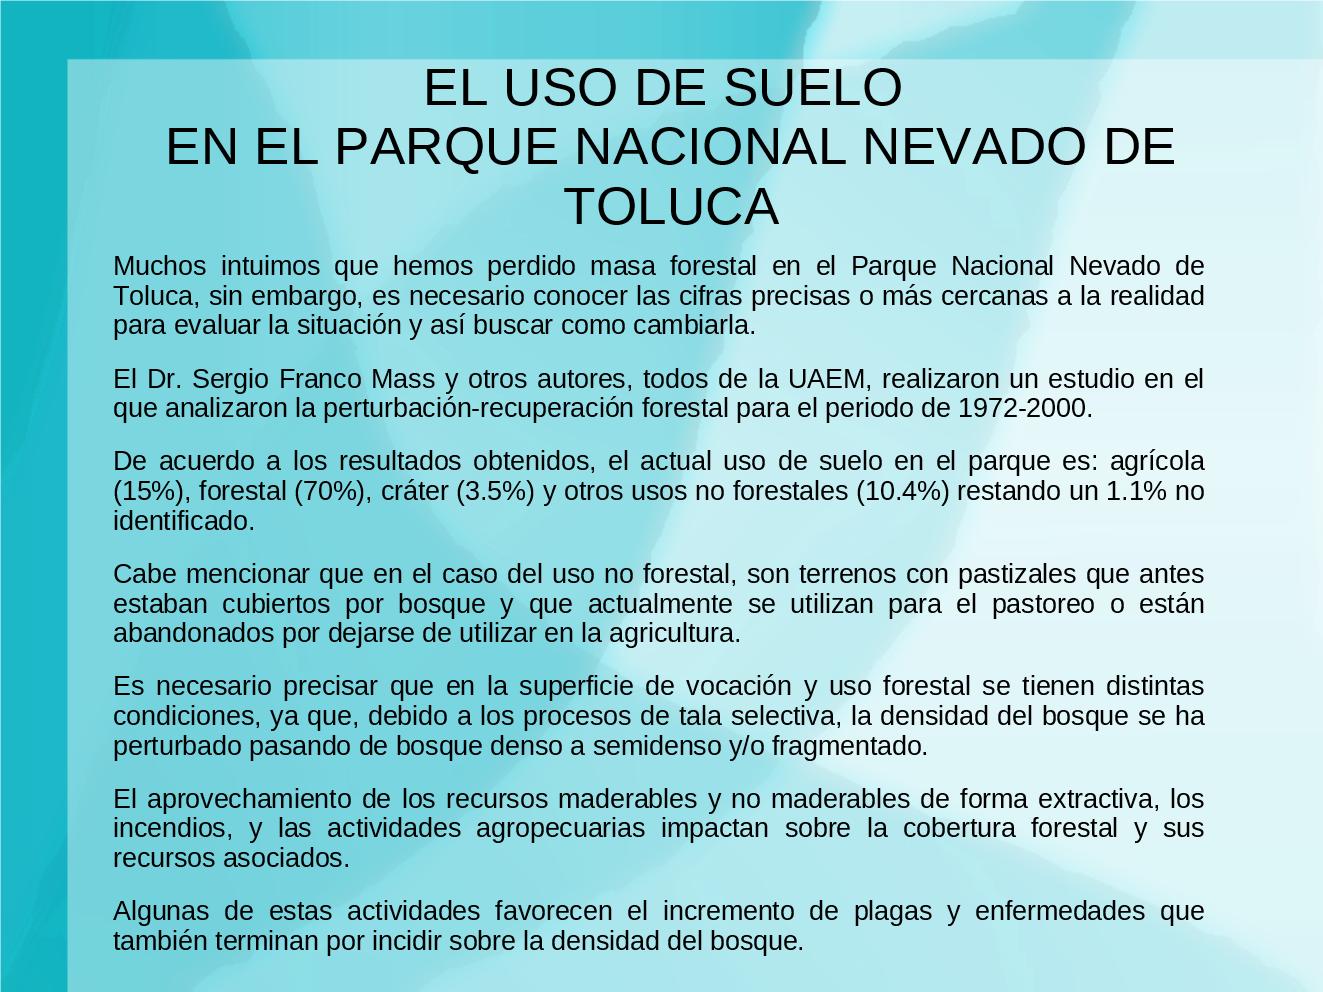 EL USO DE SUELO
EN EL PARQUE NACIONAL NEVADO DE
TOLUCA
Muchos intuimos que hemos perdido masa forestal en el Parque Nacional Nevado de
Toluca, sin embargo, es necesario conocer las cifras precisas o más cercanas a la realidad
para evaluar la situación y así buscar como cambiarla.
El Dr. Sergio Franco Mass y otros autores, todos de la UAEM, realizaron un estudio en el
que analizaron la perturbación-recuperación forestal para el periodo de 1972-2000.
De acuerdo a los resultados obtenidos, el actual uso de suelo en el parque es: agrícola
(15%), forestal (70%), cráter (3.5%) y otros usos no forestales (10.4%) restando un 1.1% no
identificado.
Cabe mencionar que en el caso del uso no forestal, son terrenos con pastizales que antes
estaban cubiertos por bosque y que actualmente se utilizan para el pastoreo o están
abandonados por dejarse de utilizar en la agricultura.
Es necesario precisar que en la superficie de vocación y uso forestal se tienen distintas
condiciones, ya que, debido a los procesos de tala selectiva, la densidad del bosque se ha
perturbado pasando de bosque denso a semidenso y/o fragmentado.
El aprovechamiento de los recursos maderables y no maderables de forma extractiva, los
incendios, y las actividades agropecuarias impactan sobre la cobertura forestal y sus
recursos asociados.
Algunas de estas actividades favorecen el incremento de plagas y enfermedades que
también terminan por incidir sobre la densidad del bosque.